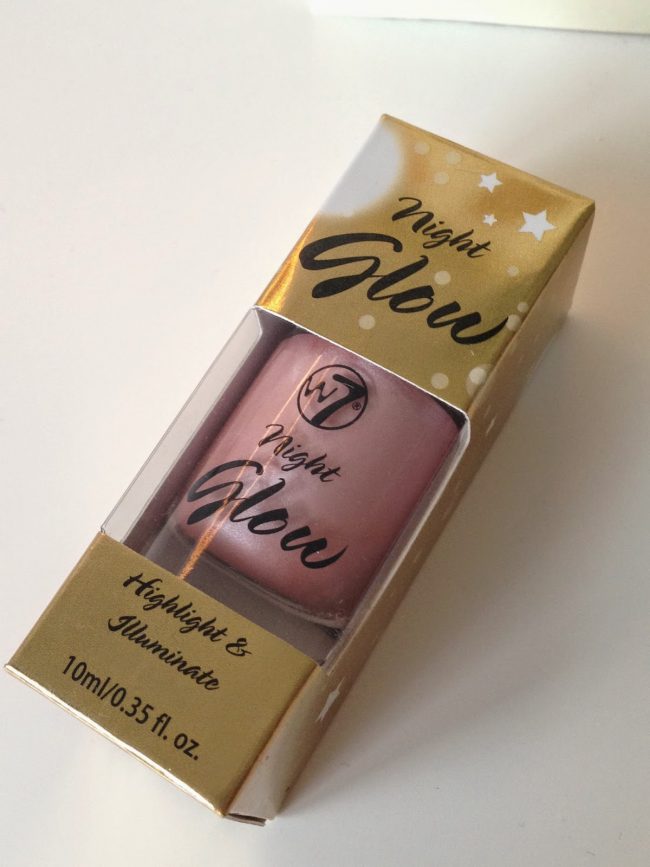 Night
Glow
W7®
Night
Glow
Highlight &
Illuminate
10ml/0.35 fl. oz.